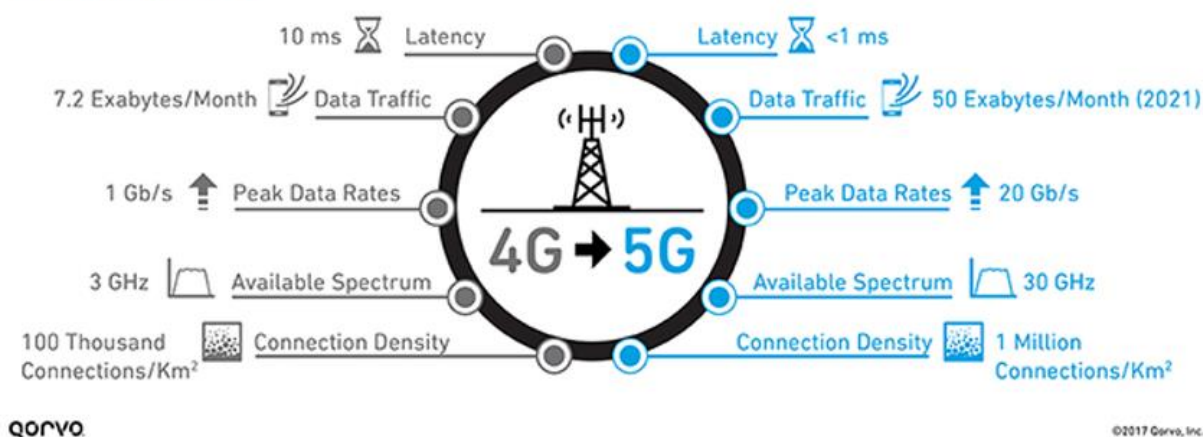 10 ms Latency
Latency <1 ms
7.2 Exabytes/Month Data Traffic
Data Traffic 50 Exabytes/Month (2021)
1 Gb/s Peak Data Rates
Peak Data Rates 20 Gb/s
4G 5G
3 GHz Available Spectrum
Available Spectrum 30 GHz
100 Thousand Connection Density
Connections/Km²
Connection Density 1 Million
Connections/Km²
QORVO
©2017 Qorvo, Inc.